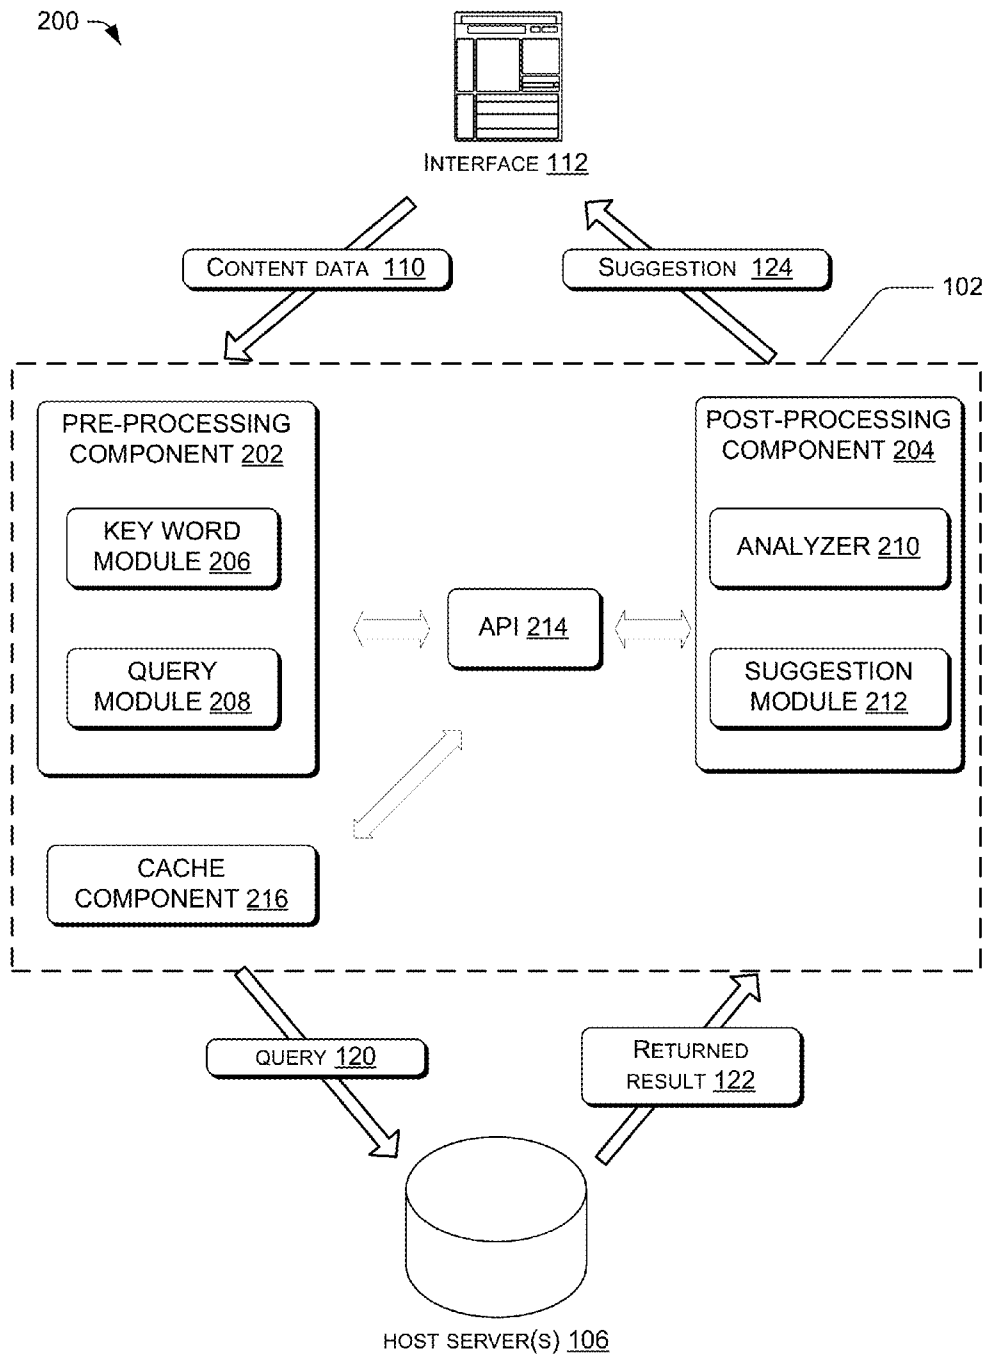 200
INTERFACE 112
CONTENT DATA 110
SUGGESTION 124
102
PRE-PROCESSING
COMPONENT 202
KEY WORD
MODULE 206
QUERY
MODULE 208
API 214
POST-PROCESSING
COMPONENT 204
ANALYZER 210
SUGGESTION
MODULE 212
CACHE
COMPONENT 216
QUERY 120
RETURNED
RESULT 122
HOST SERVER(S) 106